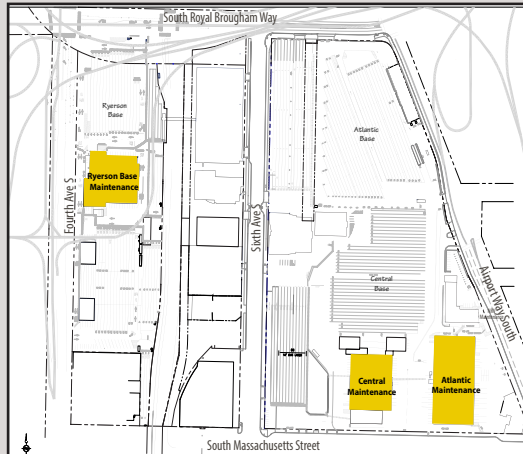 South Royal Brougham Way
Ryerson
Base
Atlantic
Base
Ryerson Base
Maintenance
Fourth Ave S
Sixth Ave S
Central
Base
Airport Way South
Central
Maintenance
Atlantic
Maintenance
South Massachusetts Street